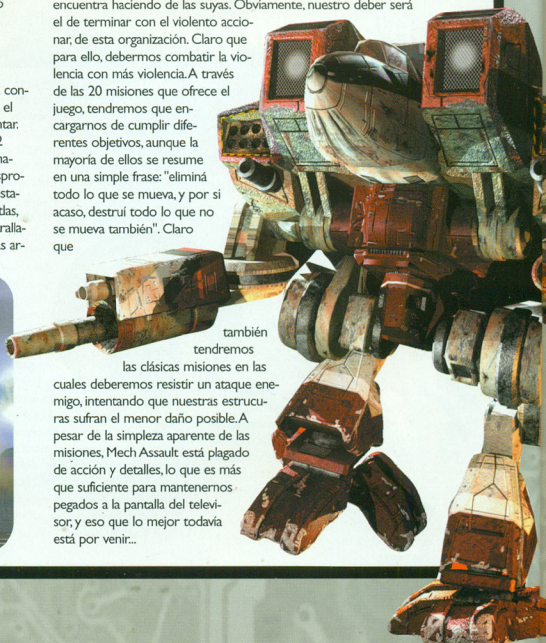 con-
el
ntar.
2
na-
spro-
sta-
tlas,
ralla-
s ar-
encuentra haciendo de las suyas. Obviamente, nuestro deber será
el de terminar con el violento accio-
nar, de esta organización. Claro que
para ello, debermos combatir la vio-
lencia con más violencia. A través
de las 20 misiones que ofrece el
juego, tendremos que en-
cargarnos de cumplir dife-
rentes objetivos, aunque la
mayoría de ellos se resume
en una simple frase: "eliminá
todo lo que se mueva, y por si
acaso, destruí todo lo que no
se mueva también". Claro
que
también
tendremos
las clásicas misiones en las
cuales deberemos resistir un ataque ene-
migo, intentando que nuestras estrucu-
ras sufran el menor daño posible. A
pesar de la simpleza aparente de las
misiones, Mech Assault está plagado
de acción y detalles, lo que es más
que suficiente para mantenernos
pegados a la pantalla del televi-
sor, y eso que lo mejor todavía
está por venir...